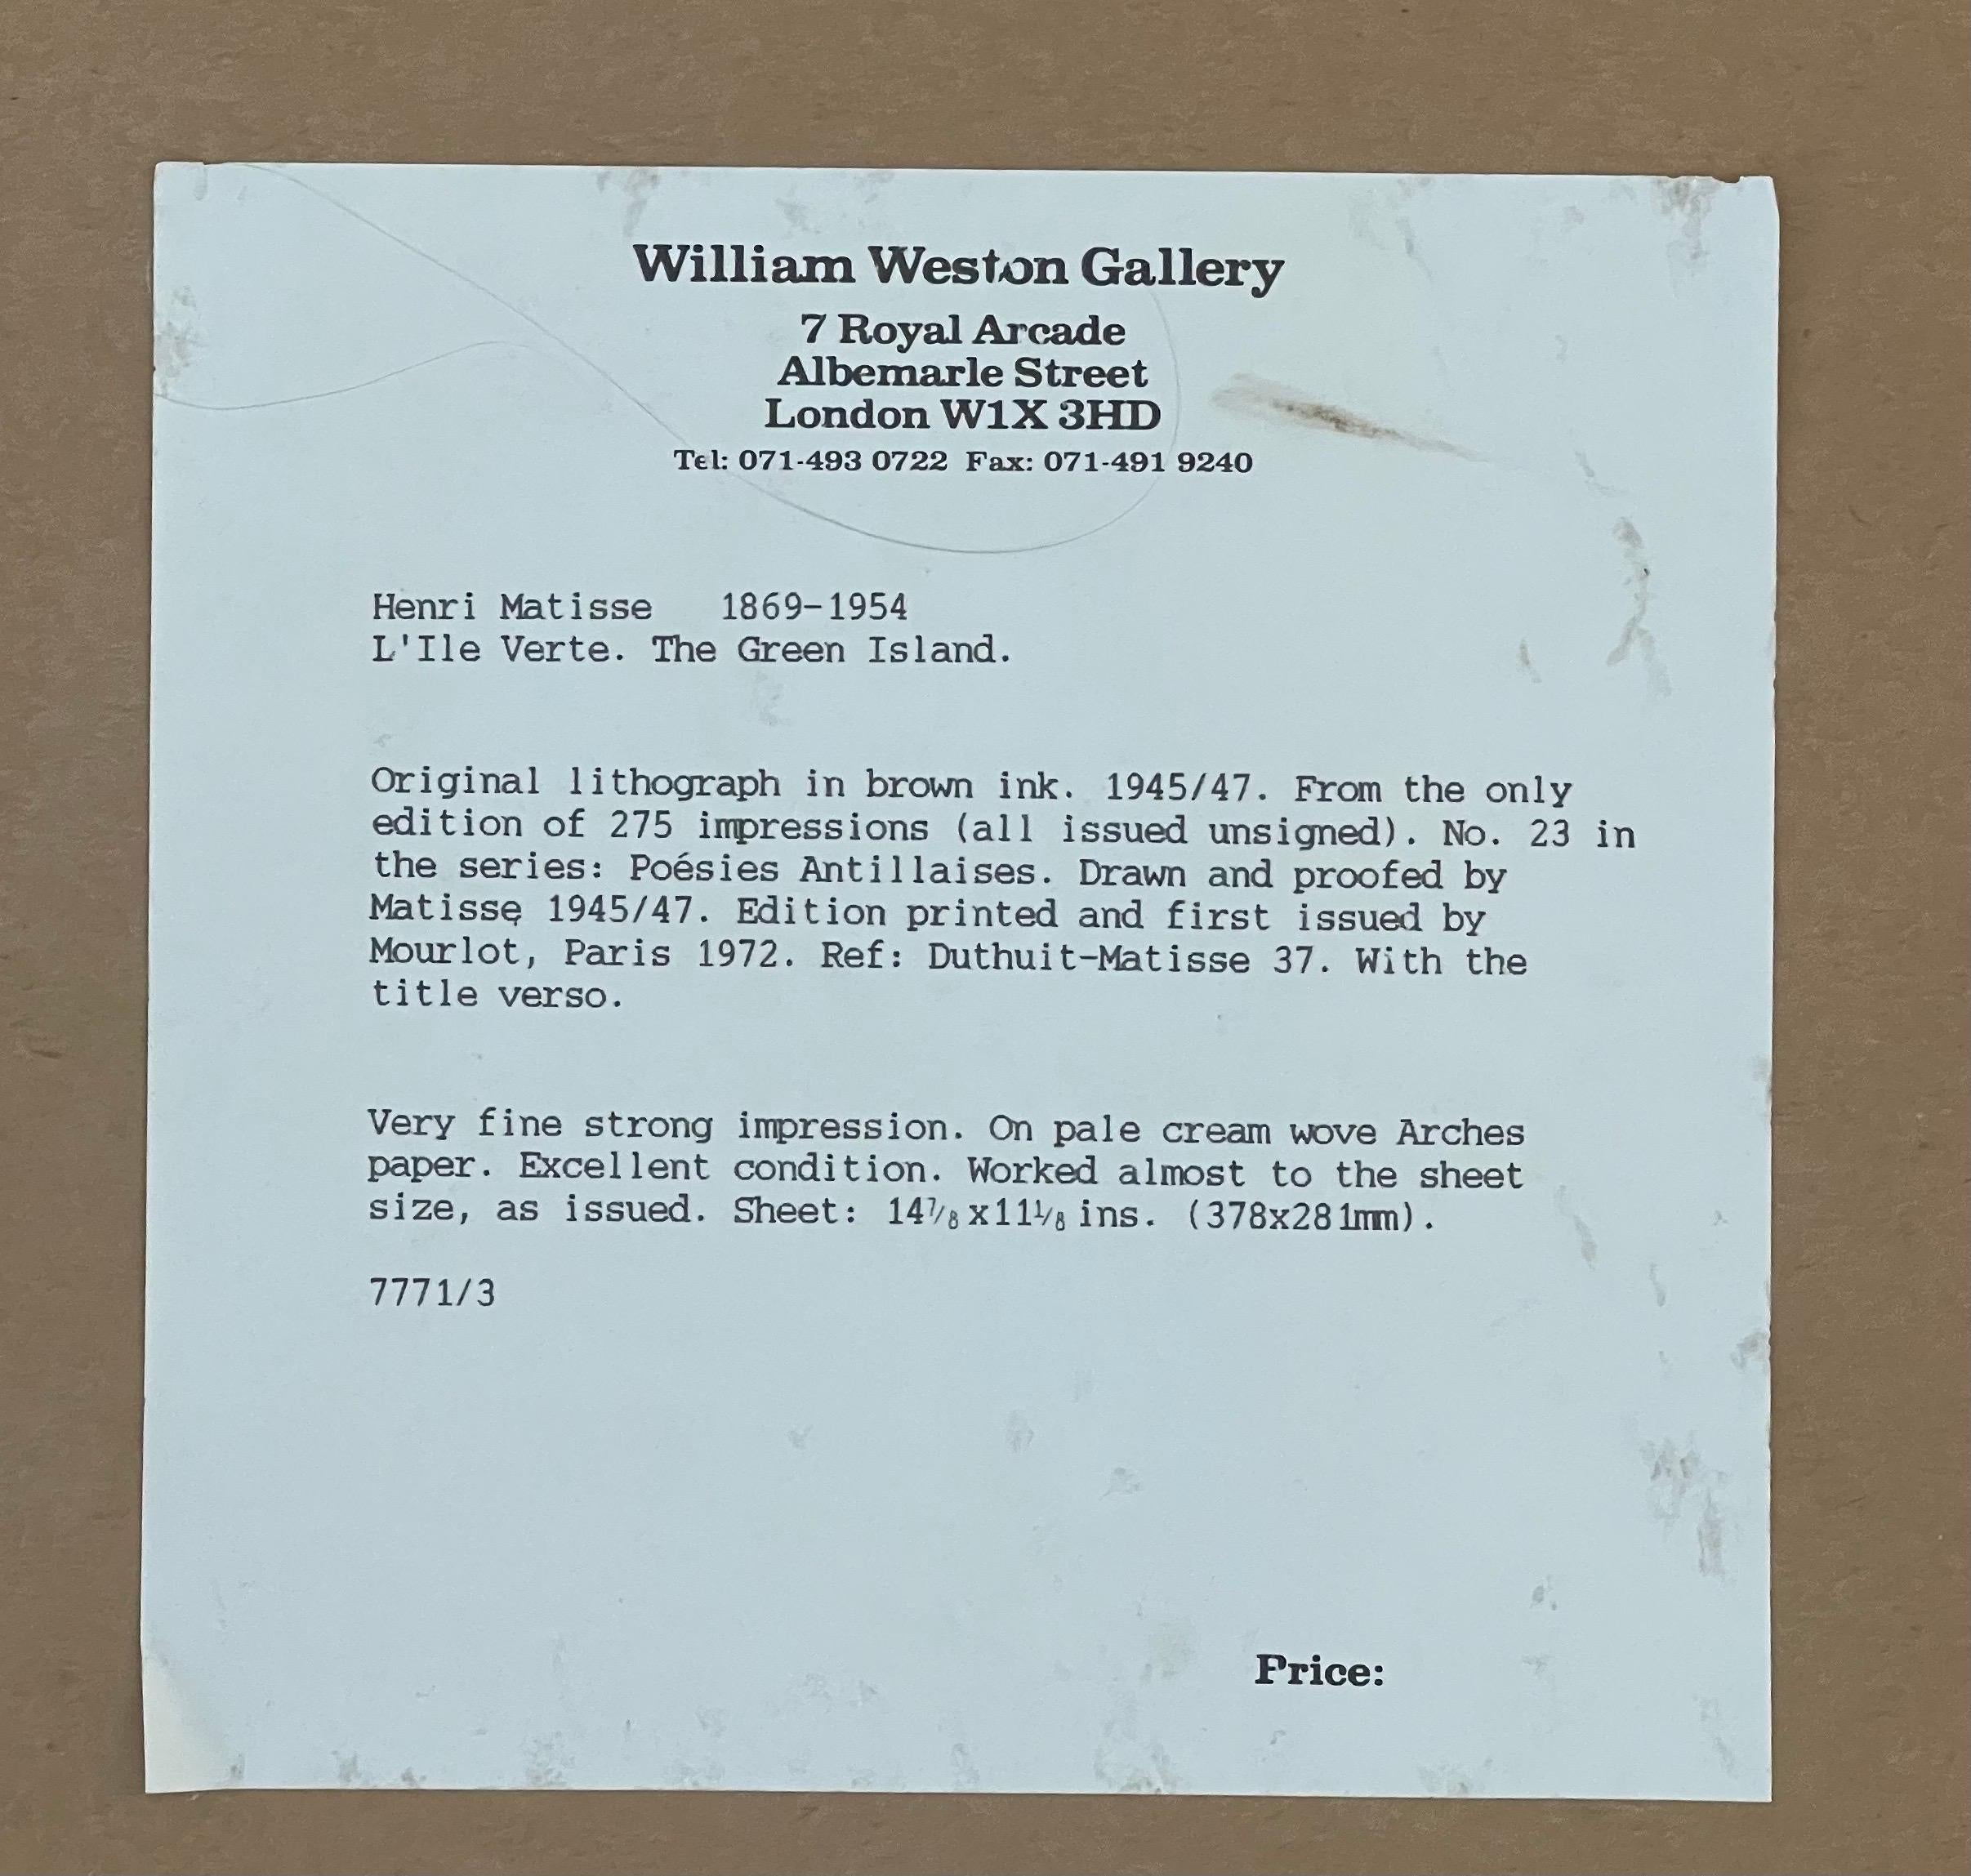 William Weston Gallery
7 Royal Arcade
Albemarle Street
London W1X 3HD
Tel: 071-493 0722 Fax: 071-491 9240
Henri Matisse 1869-1954
L'Ile Verte. The Green Island.
Original lithograph in brown ink. 1945/47. From the only
edition of 275 impressions (all issued unsigned). No. 23 in
the series: Poésies Antillaises. Drawn and proofed by
Matisse 1945/47. Edition printed and first issued by
Mourlot, Paris 1972. Ref: Duthuit-Matisse 37. With the
title verso.
Very fine strong impression. On pale cream wove Arches
paper. Excellent condition. Worked almost to the sheet
size, as issued. Sheet: 14⅞x11⅛ ins. (378x281mm).
7771/3
Price: